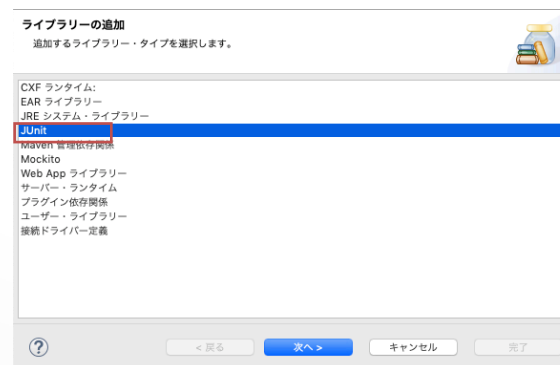 ライブラリーの追加
追加するライブラリー・タイプを選択します。
CXF ランタイム:
EAR ライブラリー
JRE システム・ライブラリー
JUnit
Maven 管理依存関係
Mockito
Web App ライブラリー
サーバー・ランタイム
プラグイン依存関係
ユーザー・ライブラリー
接続ドライバー定義
?
< 戻る
次へ >
キャンセル
完了